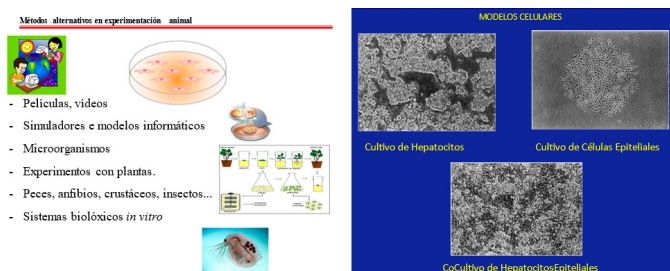 Métodos alternativos en experimentación animal
- Películas, vídeos
- Simuladores e modelos informáticos
- Microorganismos
- Experimentos con plantas.
- Peces, anfibios, crustáceos, insectos...
- Sistemas biolóxicos in vitro
MODELOS CELULARES
Cultivo de Hepatocitos
Cultivo de Células Epiteliales
CoCultivo de HepatocitosEpiteliales